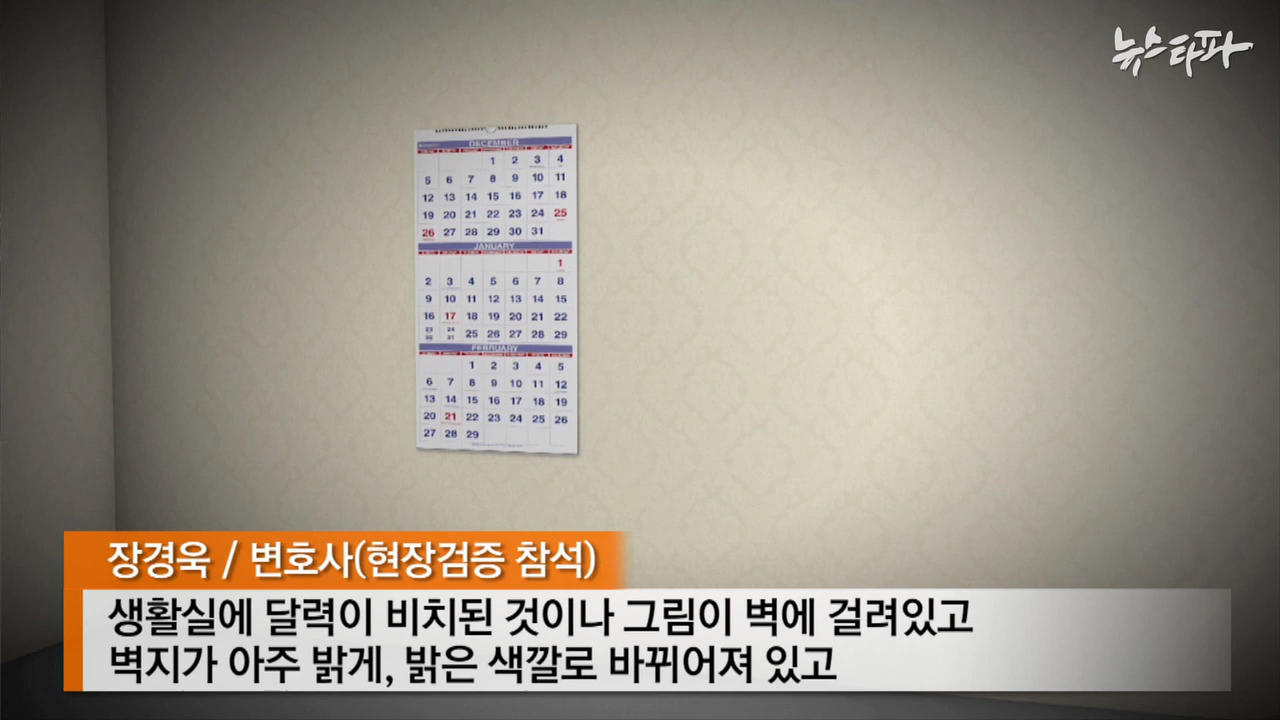 뉴스타파
DECEMBER
1 2 3 4
5 6 7 8 9 10 11
12 13 14 15 16 17 18
19 20 21 22 23 24 25
26 27 28 29 30 31
JANUARY
1
2 3 4 5 6 7 8
9 10 11 12 13 14 15
16 17 18 19 20 21 22
23 24 25 26 27 28 29
30 31
FEBRUARY
1 2 3 4 5
6 7 8 9 10 11 12
13 14 15 16 17 18 19
20 21 22 23 24 25 26
27 28 29
장경욱 / 변호사(현장검증 참석)
생활실에 달력이 비치된 것이나 그림이 벽에 걸려있고
벽지가 아주 밝게, 밝은 색깔로 바뀌어져 있고